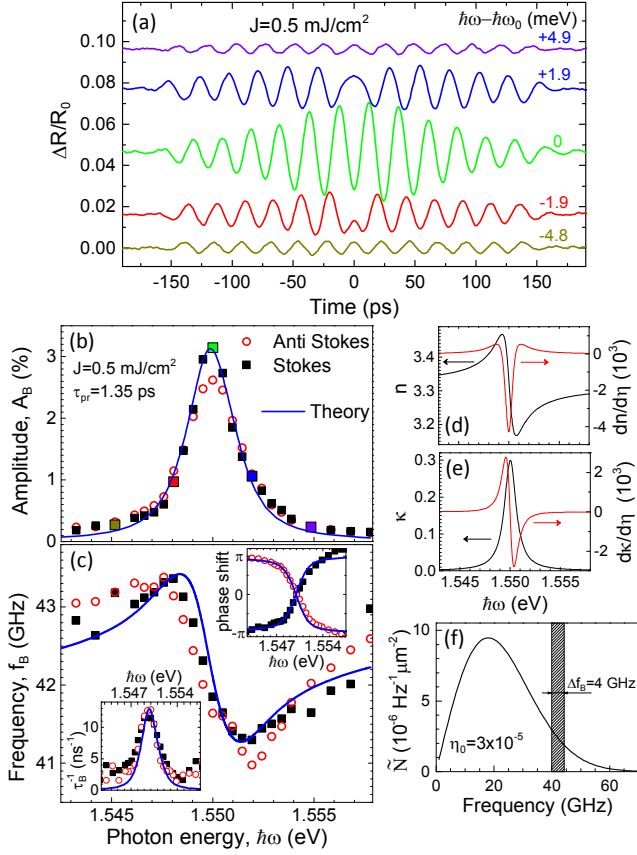 (a)
J=0.5 mJ/cm²
ħω−ħω₀ (meV)
+4.9
+1.9
0
-1.9
-4.8
0.10
0.08
0.06
0.04
0.02
0.00
ΔR/R₀
-150 -100 -50 0 50 100 150
Time (ps)
(b)
Anti Stokes
Stokes
J=0.5 mJ/cm²
τpr=1.35 ps
Theory
3
2
1
0
Amplitude, A_B (%)
(c)
43
42
41
Frequency, f_B (GHz)
π
0
-π
phase shift
1.547 1.554
ħω (eV)
ħω (eV)
1.547 1.554
10
5
0
τ_B⁻¹ (ns⁻¹)
1.545 1.550 1.555
Photon energy, ħω (eV)
(d)
3.4
3.3
3.2
n
0
-2
-4
dn/dη (10³)
(e)
0.3
0.2
0.1
0.0
κ
2
0
-2
dκ/dη (10³)
1.545 1.550 1.555
ħω (eV)
(f)
Δf_B=4 GHz
η₀=3x10⁻⁵
10
5
0
Ñ (10⁻⁶ Hz⁻¹μm⁻²)
0 20 40 60
Frequency (GHz)